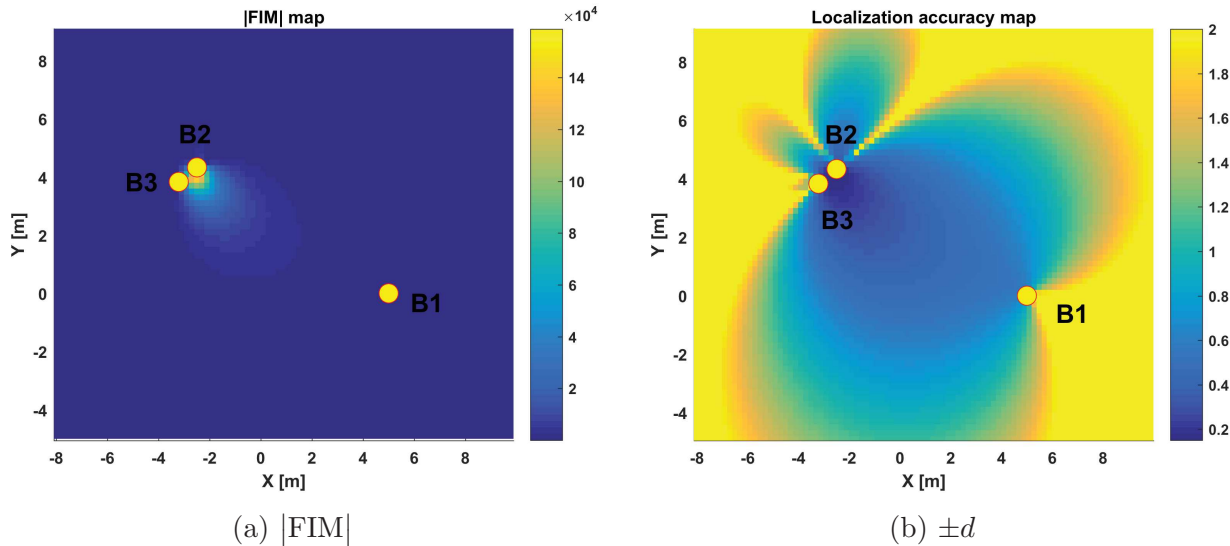 |FIM| map
×10⁴
14
12
10
8
6
4
2
8
6
4
2
0
-2
-4
Y [m]
B2
B3
B1
-8 -6 -4 -2 0 2 4 6 8
X [m]
(a) |FIM|
Localization accuracy map
2
1.8
1.6
1.4
1.2
1
0.8
0.6
0.4
0.2
8
6
4
2
0
-2
-4
Y [m]
B2
B3
B1
-8 -6 -4 -2 0 2 4 6 8
X [m]
(b) ±d